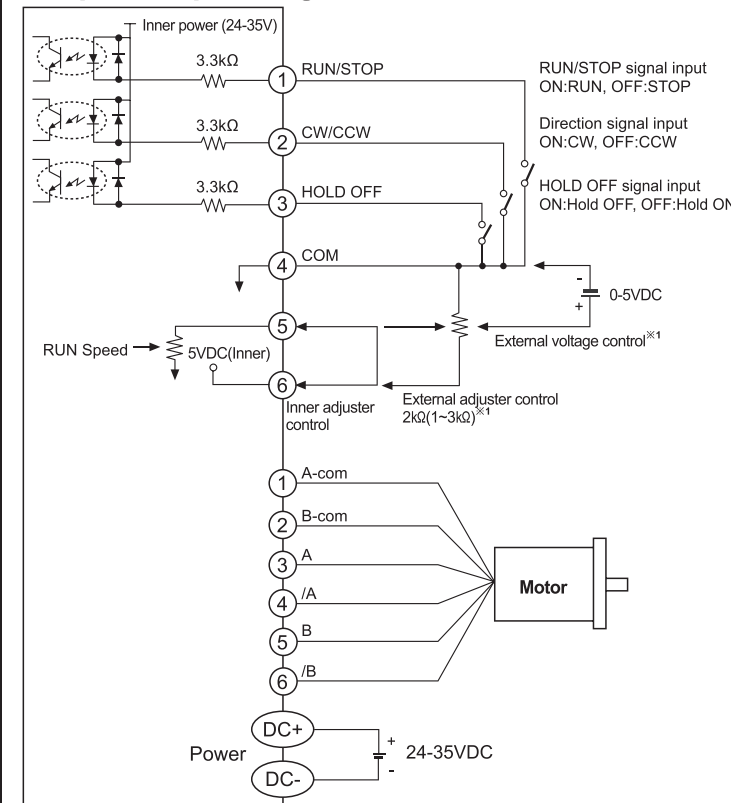 Inner power (24-35V)
3.3kΩ
1
RUN/STOP
RUN/STOP signal input
ON:RUN, OFF:STOP
3.3kΩ
2
CW/CCW
Direction signal input
ON:CW, OFF:CCW
3.3kΩ
3
HOLD OFF
HOLD OFF signal input
ON:Hold OFF, OFF:Hold ON
4
COM
-
+
0-5VDC
5
External voltage control※1
RUN Speed
5VDC(Inner)
6
Inner adjuster
control
External adjuster control
2kΩ(1~3kΩ)※1
1
A-com
2
B-com
3
A
4
/A
5
B
6
/B
Motor
Power
DC+
DC-
+
-
24-35VDC